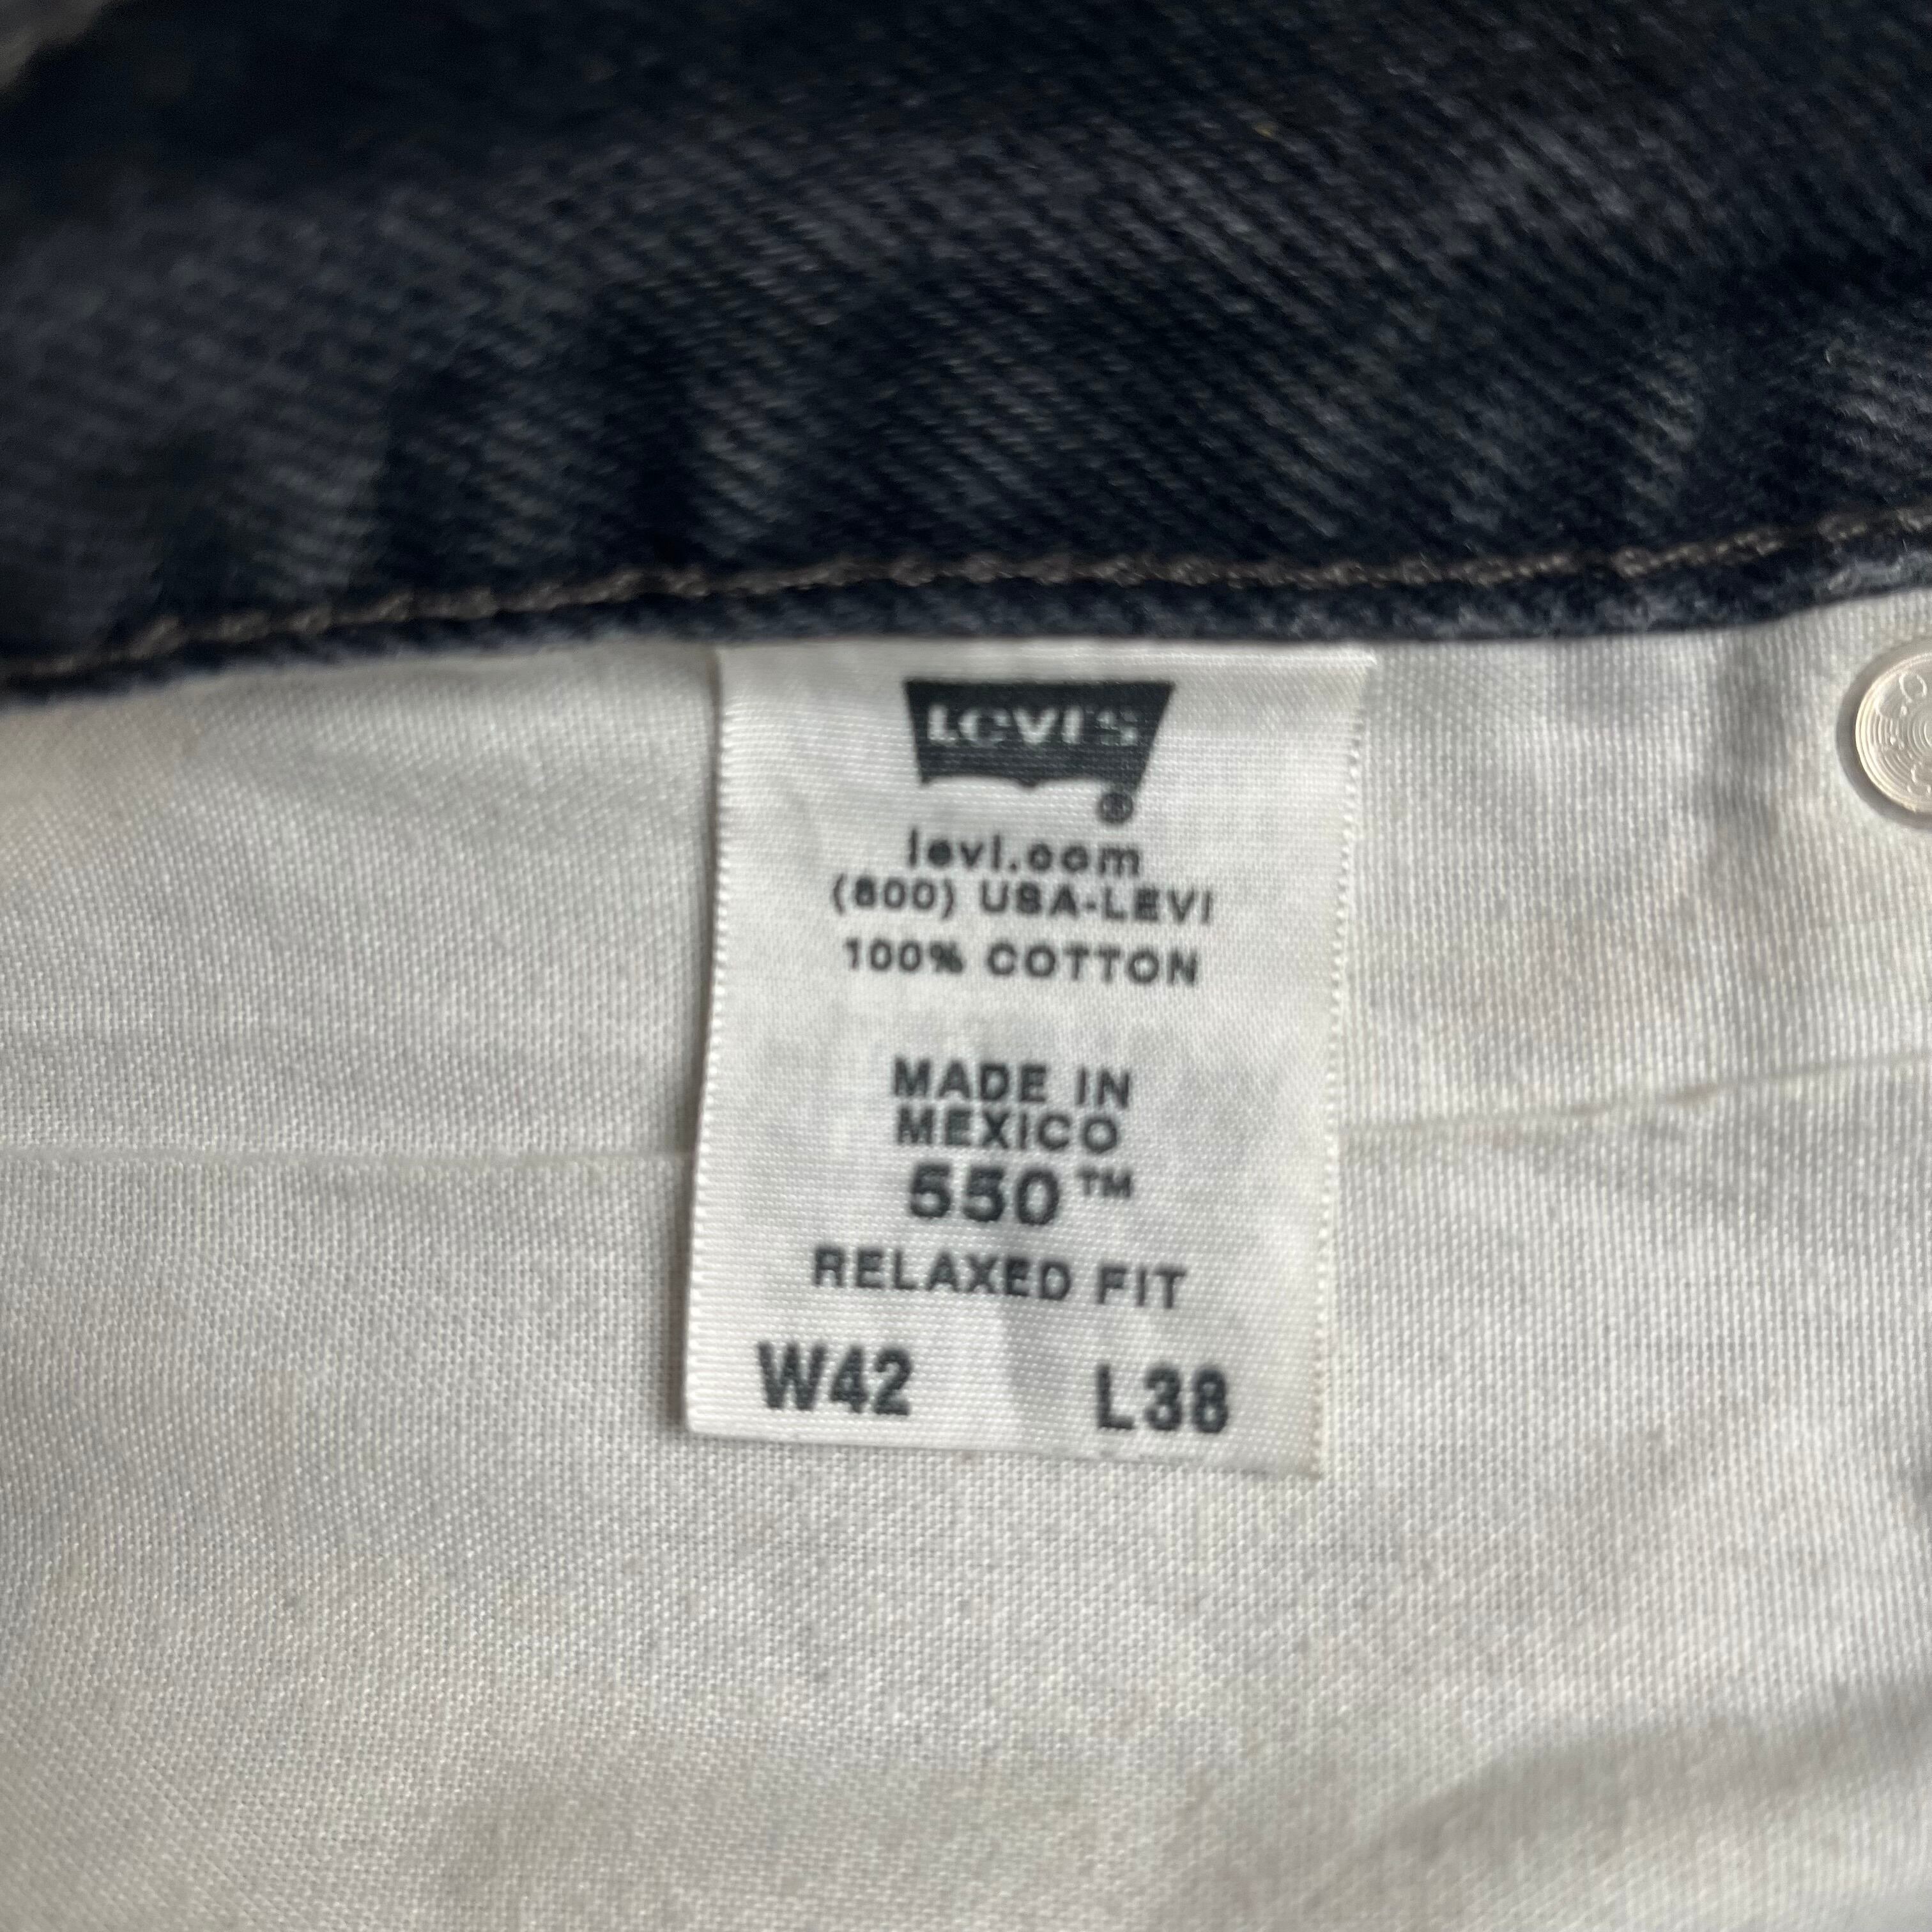 LEVI'S
®
levi.com
(800) USA-LEVI
100% COTTON
MADE IN
MEXICO
550™
RELAXED FIT
W42 L38